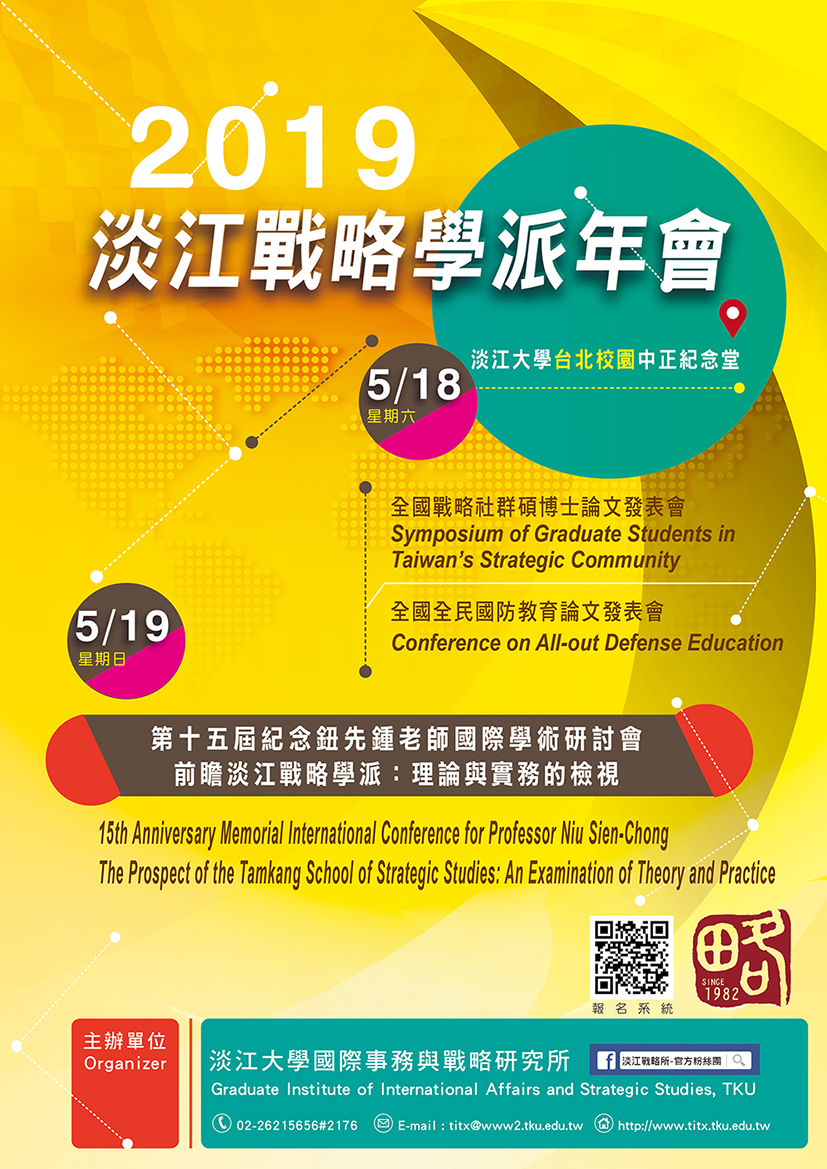 2019
淡江戰略學派年會
淡江大學台北校園中正紀念堂
5/18
星期六
全國戰略社群碩博士論文發表會
Symposium of Graduate Students in
Taiwan's Strategic Community
全國全民國防教育論文發表會
Conference on All-out Defense Education
5/19
星期日
第十五屆紀念鈕先鍾老師國際學術研討會
前瞻淡江戰略學派：理論與實務的檢視
15th Anniversary Memorial International Conference for Professor Niu Sien-Chong
The Prospect of the Tamkang School of Strategic Studies: An Examination of Theory and Practice
報名系統
略
SINCE
1982
主辦單位
Organizer
淡江大學國際事務與戰略研究所
f 淡江戰略所-官方粉絲團
Graduate Institute of International Affairs and Strategic Studies, TKU
02-26215656#2176
E-mail : titx@www2.tku.edu.tw
http://www.titx.tku.edu.tw